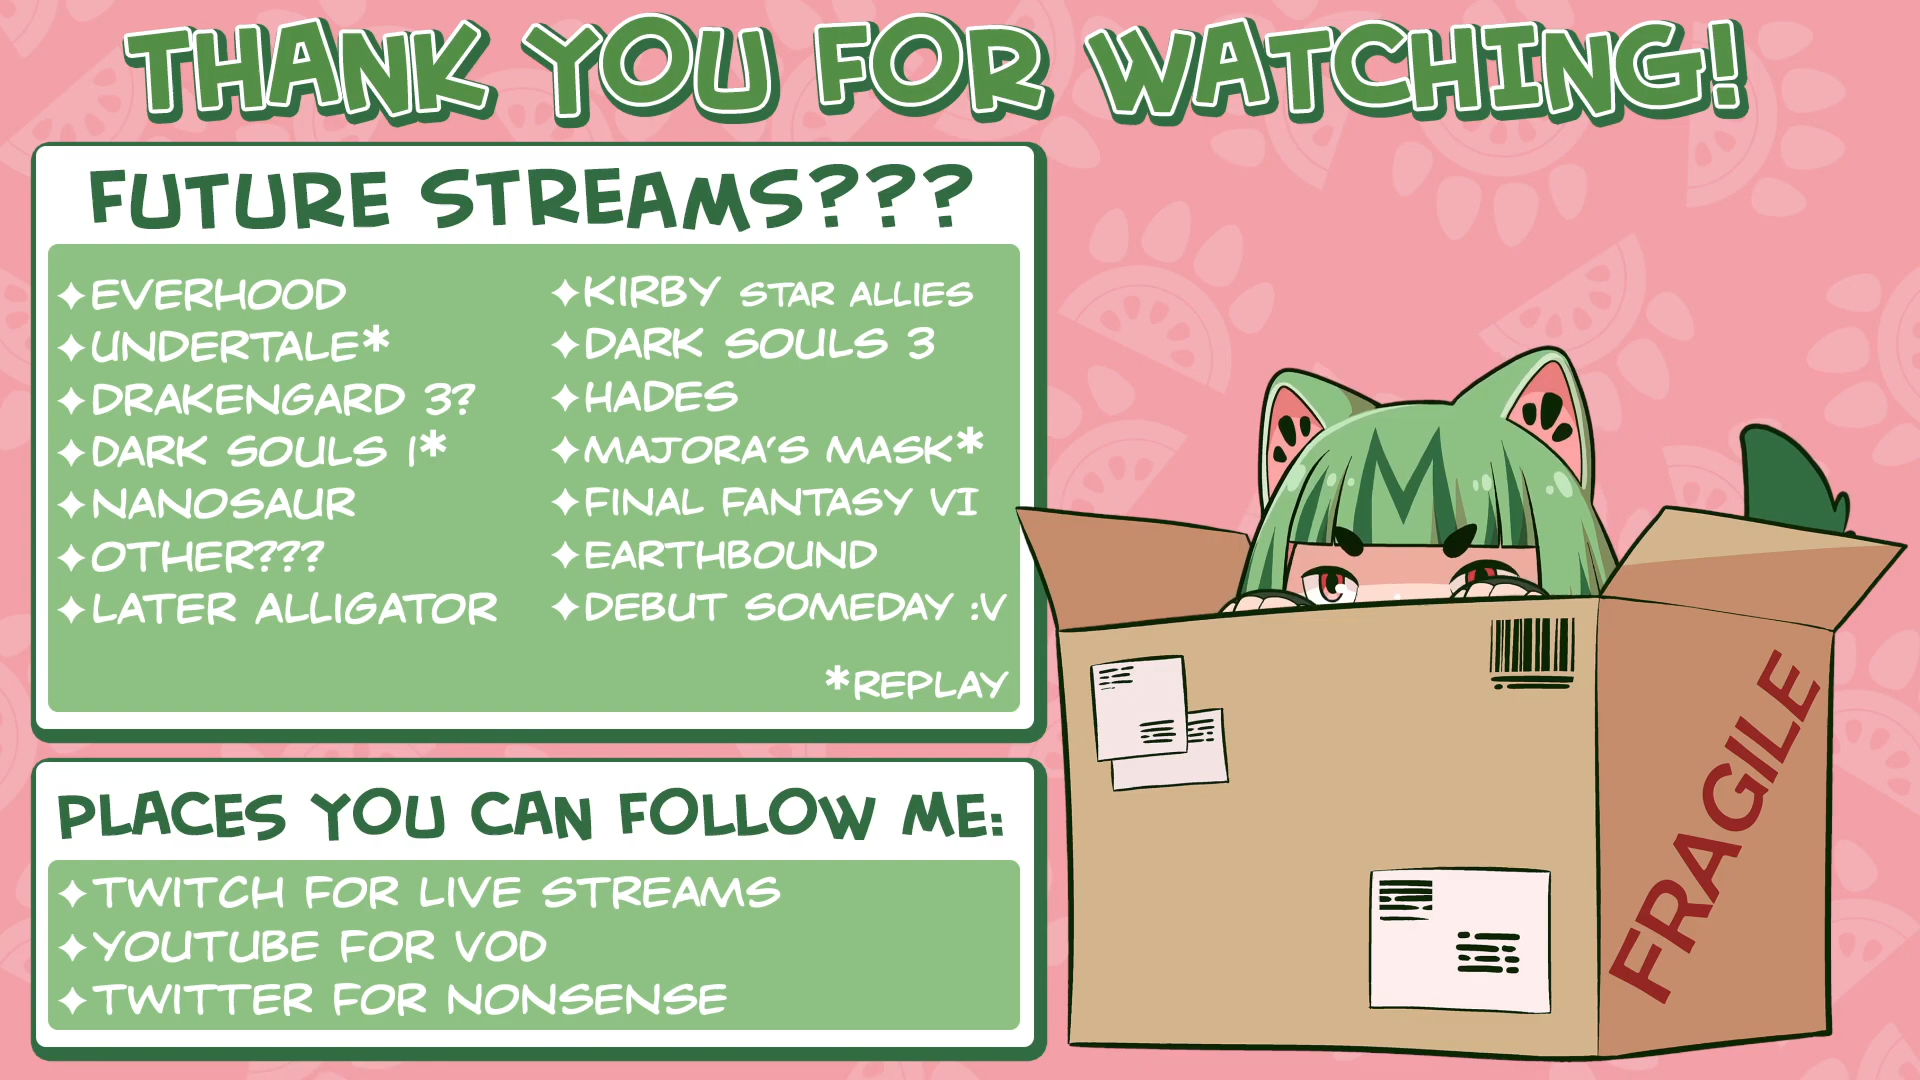 THANK YOU FOR WATCHING!
FUTURE STREAMS???
✦EVERHOOD
✦UNDERTALE*
✦DRAKENGARD 3?
✦DARK SOULS 1*
✦NANOSAUR
✦OTHER???
✦LATER ALLIGATOR
✦KIRBY STAR ALLIES
✦DARK SOULS 3
✦HADES
✦MAJORA'S MASK*
✦FINAL FANTASY VI
✦EARTHBOUND
✦DEBUT SOMEDAY :V
*REPLAY
PLACES YOU CAN FOLLOW ME:
✦TWITCH FOR LIVE STREAMS
✦YOUTUBE FOR VOD
✦TWITTER FOR NONSENSE
FRAGILE